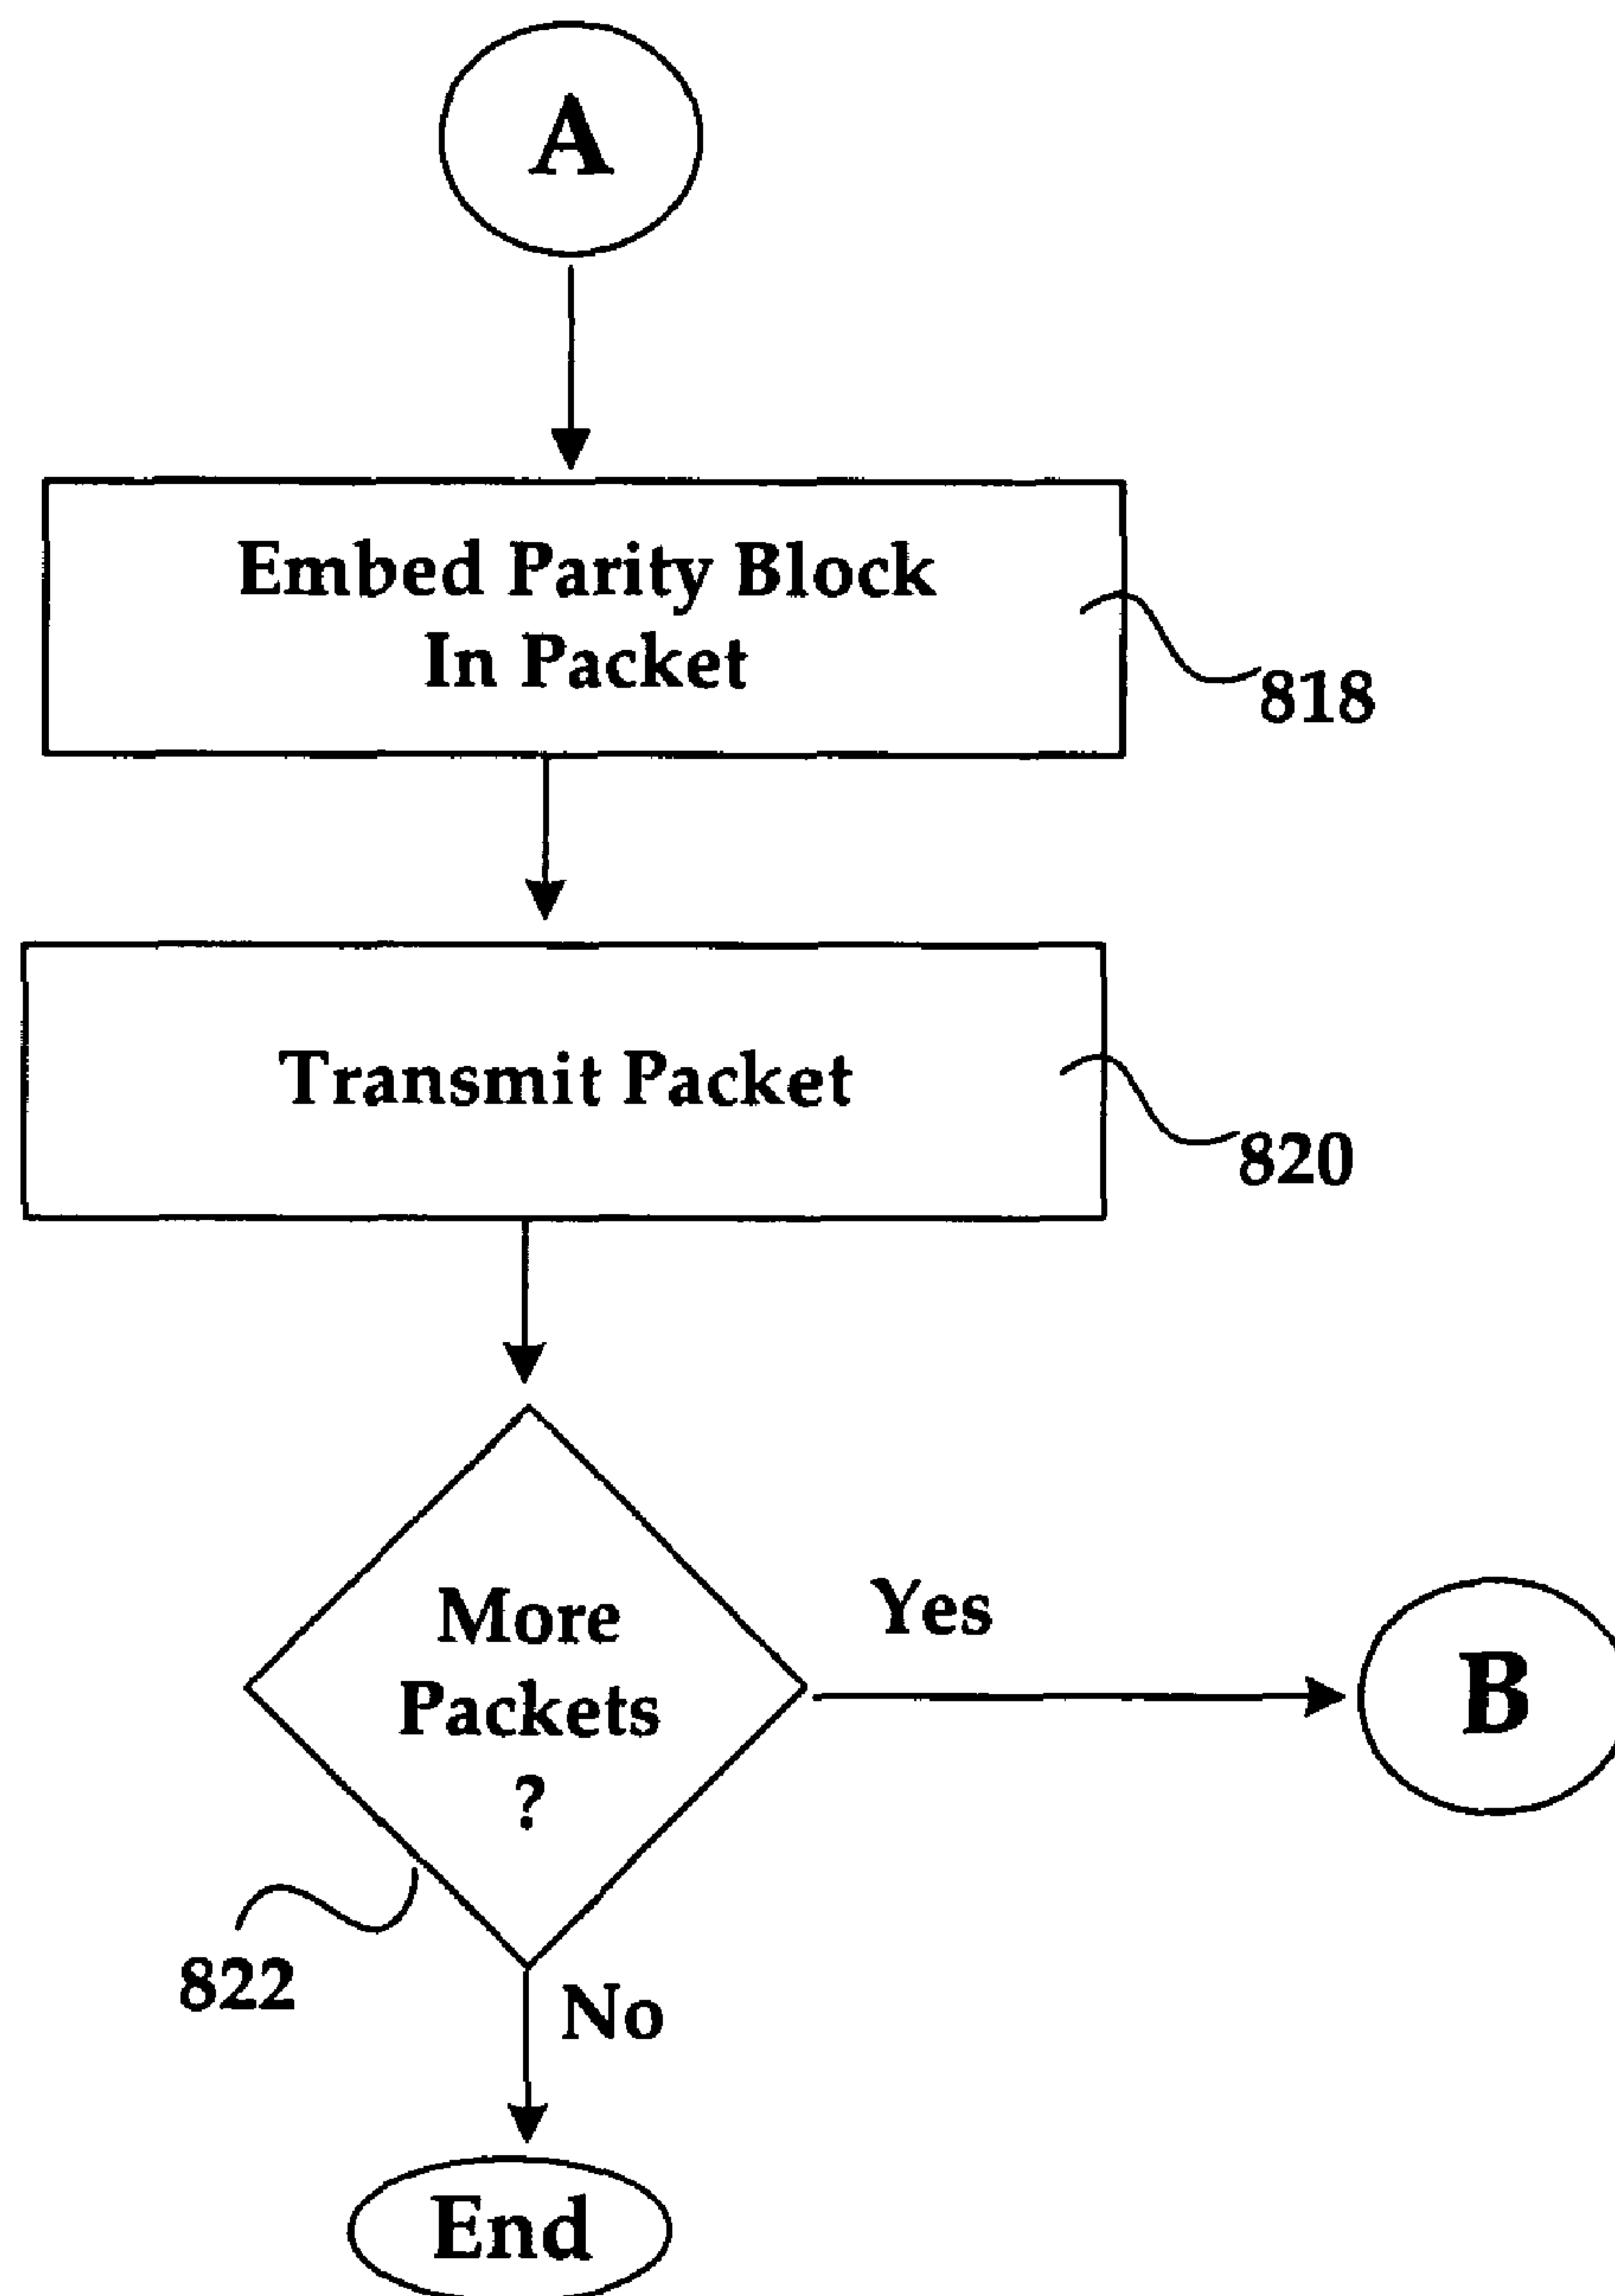 A
Embed Parity Block
In Packet
818
Transmit Packet
820
More
Packets
?
Yes
B
822
No
End